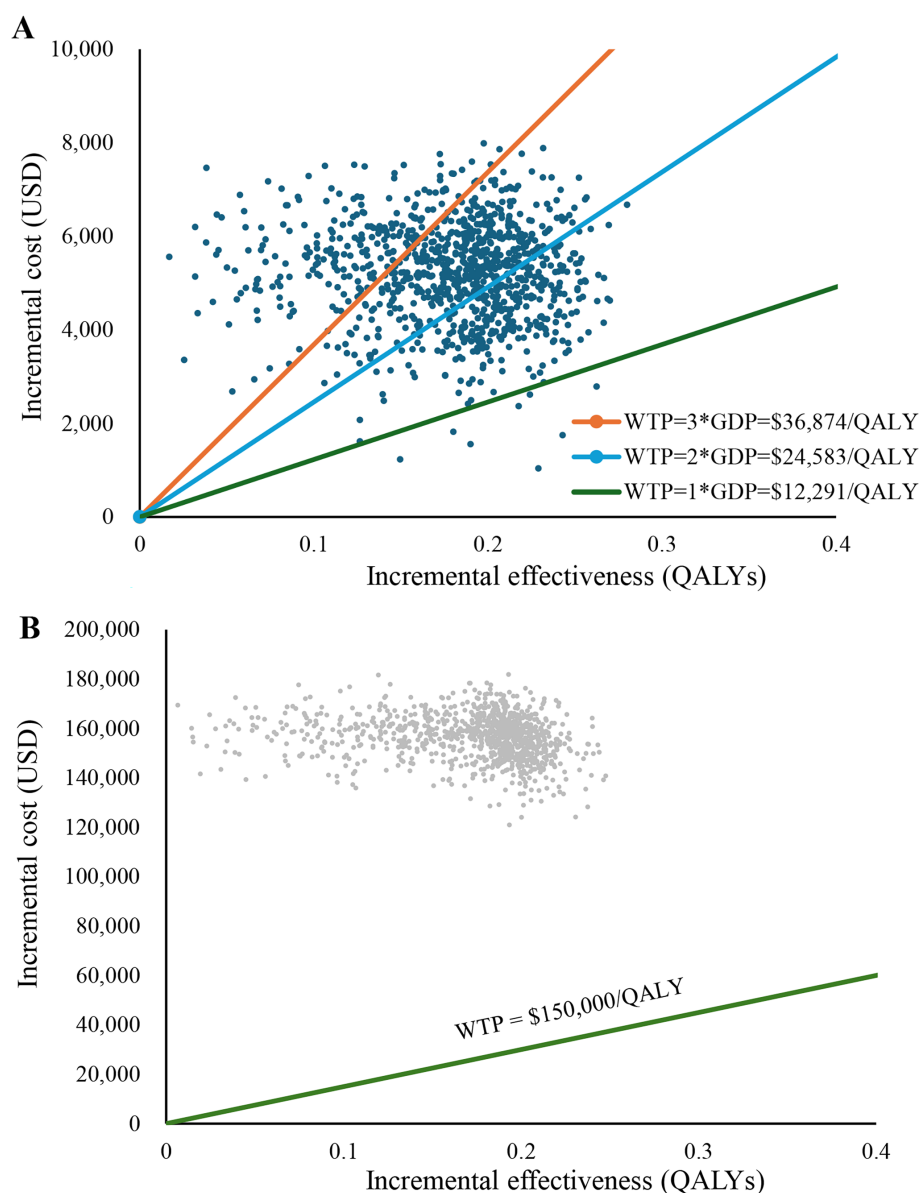 A
10,000
8,000
6,000
4,000
2,000
0
Incremental cost (USD)
WTP=3*GDP=$36,874/QALY
WTP=2*GDP=$24,583/QALY
WTP=1*GDP=$12,291/QALY
0 0.1 0.2 0.3 0.4
Incremental effectiveness (QALYs)
B
200,000
180,000
160,000
140,000
120,000
100,000
80,000
60,000
40,000
20,000
0
Incremental cost (USD)
WTP = $150,000/QALY
0 0.1 0.2 0.3 0.4
Incremental effectiveness (QALYs)